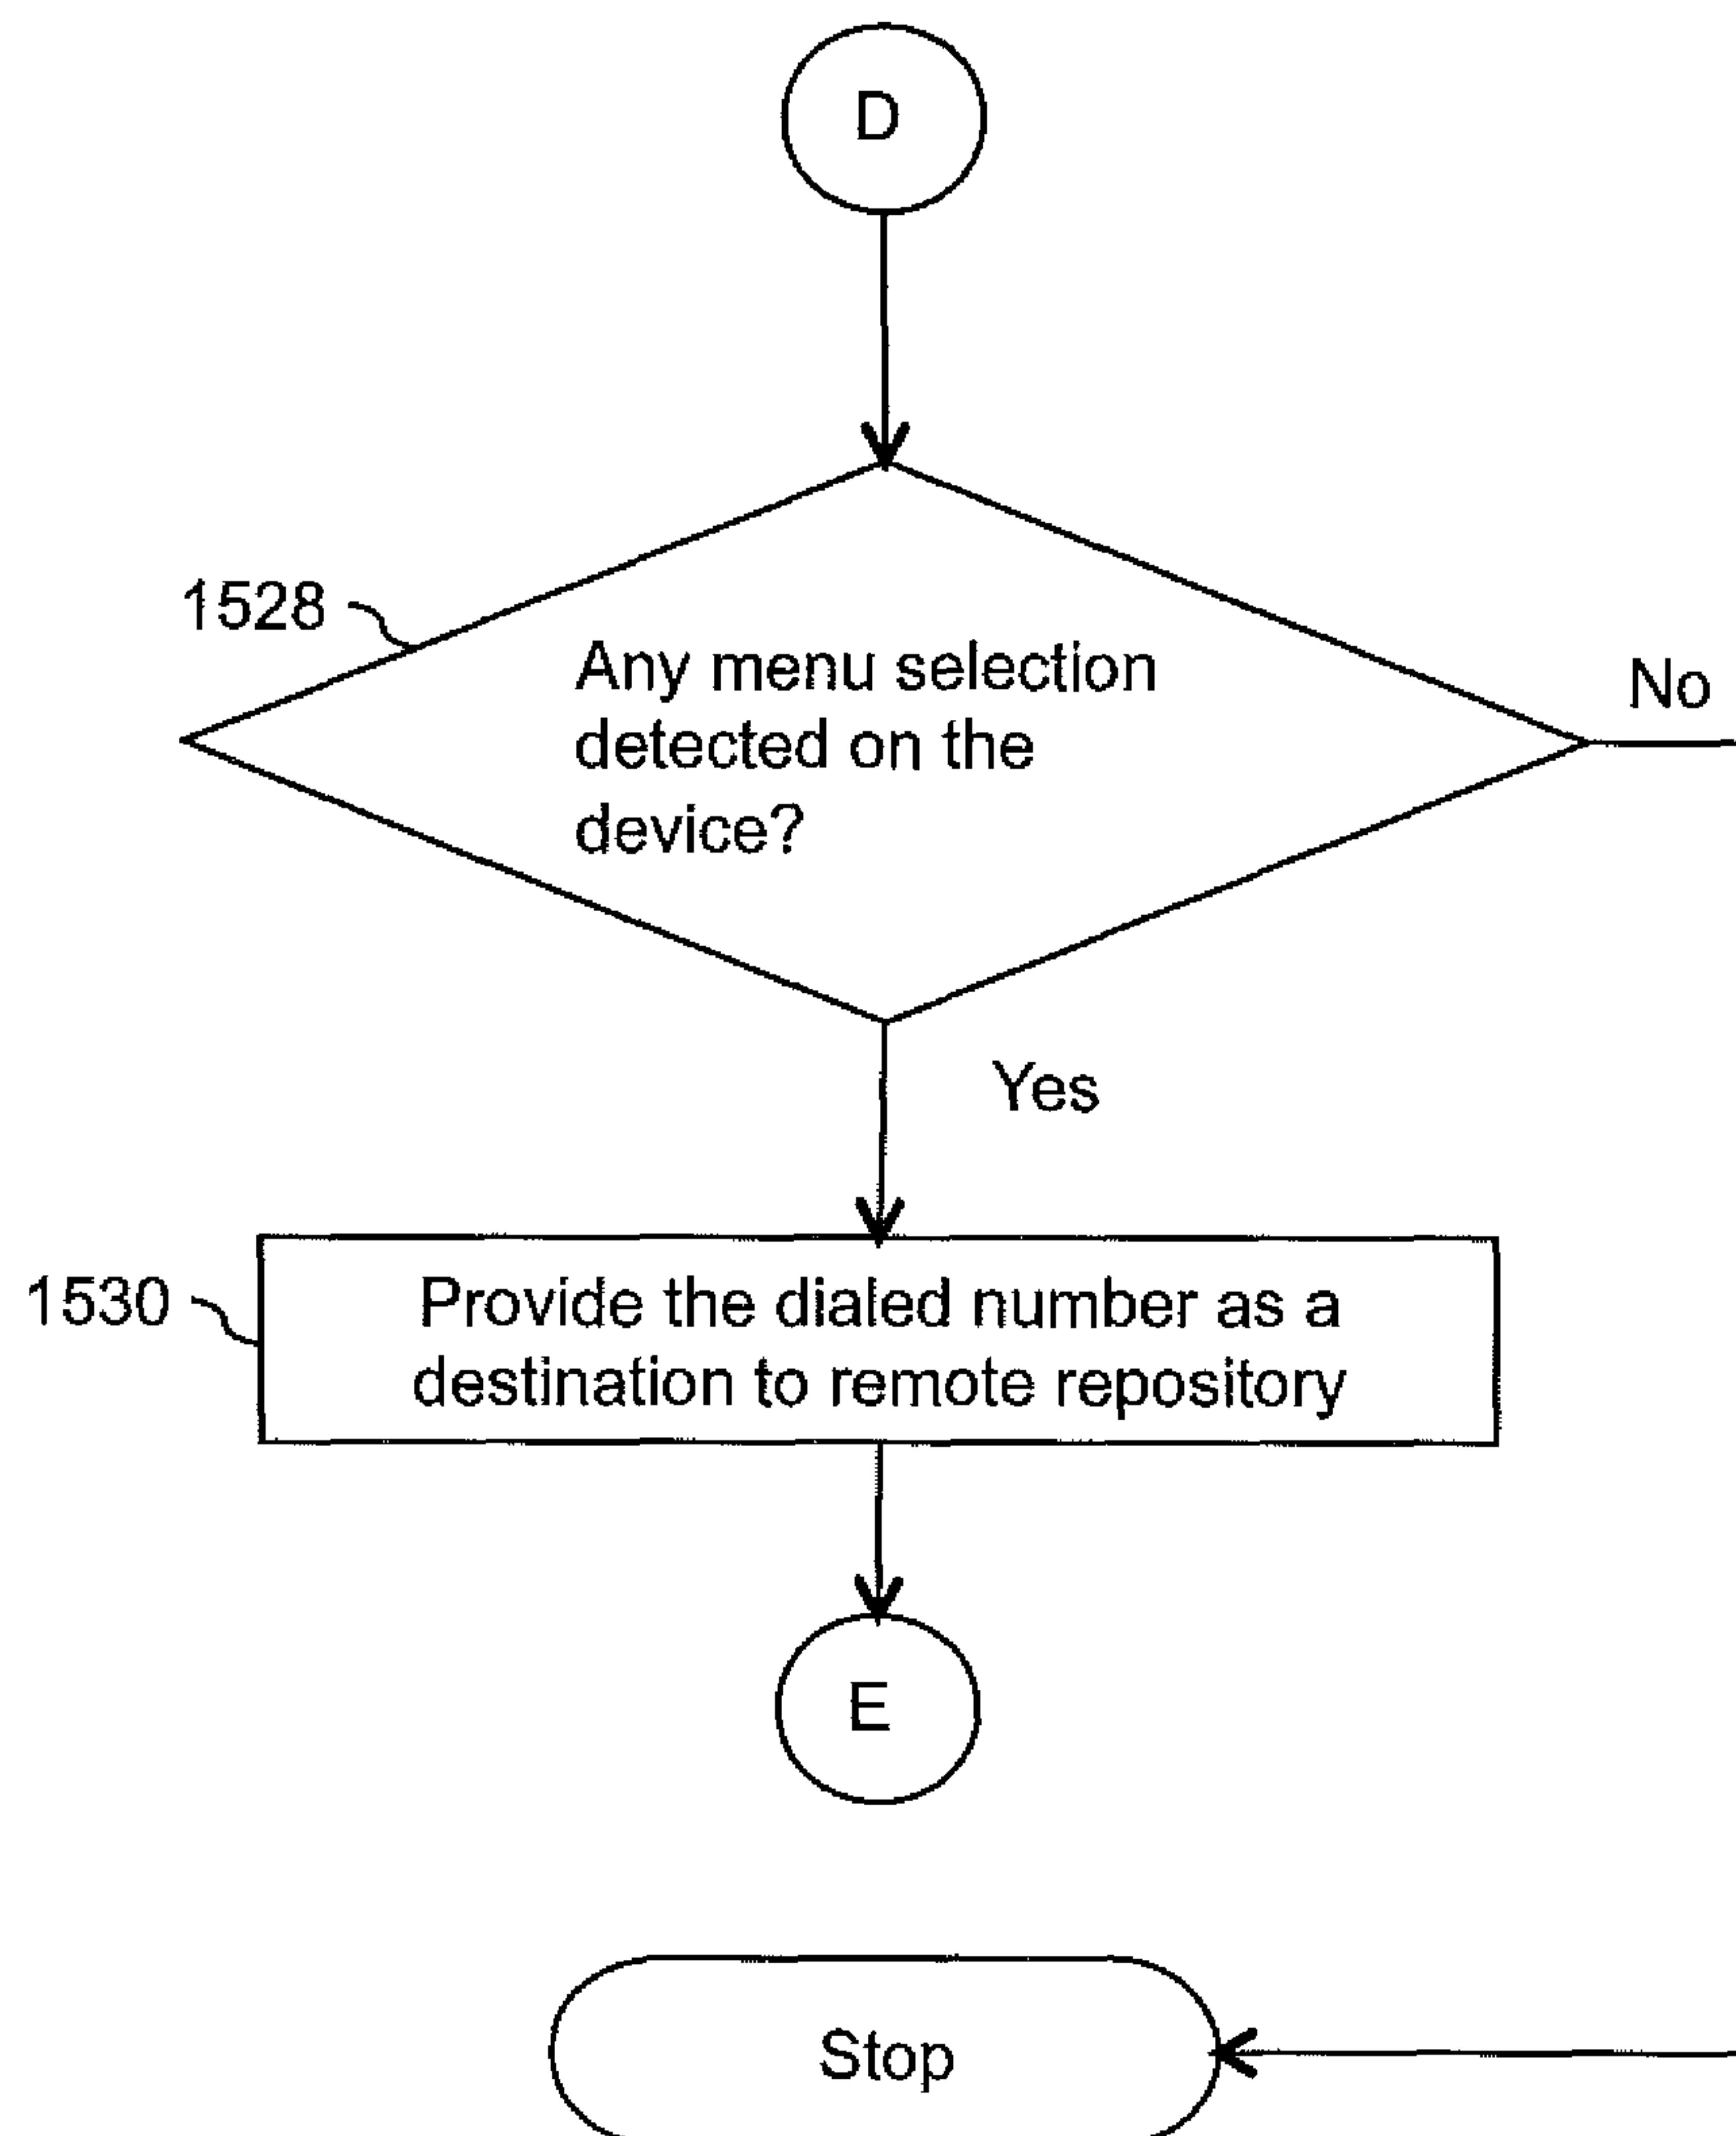 D
1528
Any menu selection
detected on the
device?
No
Yes
1530
Provide the dialed number as a
destination to remote repository
E
Stop